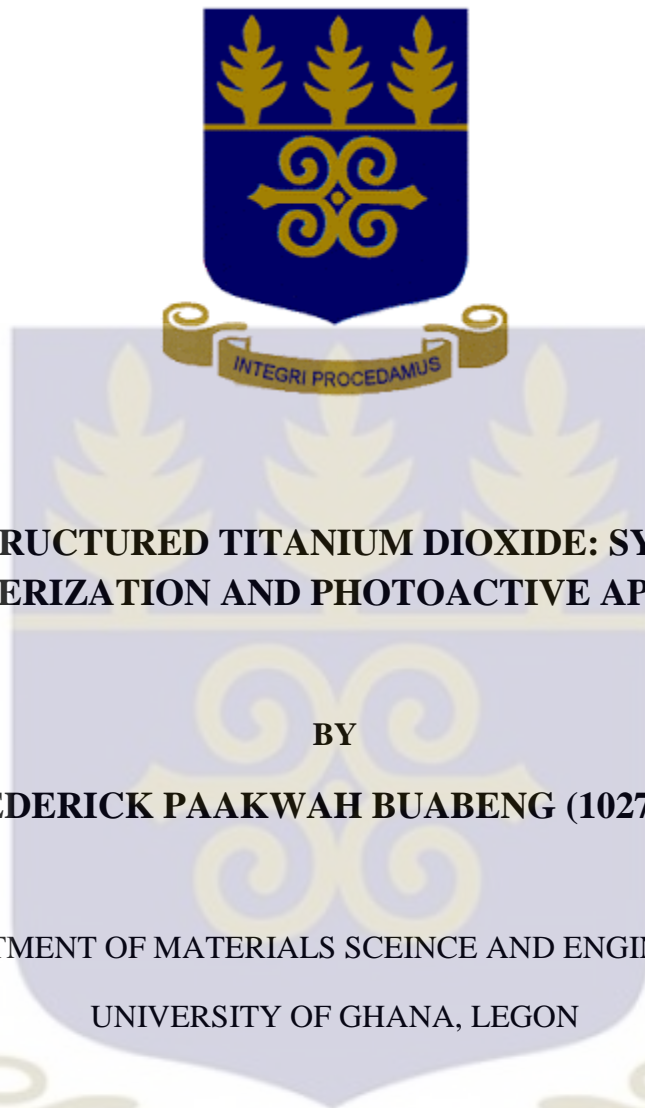 INTEGRI PROCEDAMUS
RUCTURED TITANIUM DIOXIDE: SY
ERIZATION AND PHOTOACTIVE AP
BY
EDERICK PAAKWAH BUABENG (1027
TMENT OF MATERIALS SCEINCE AND ENGIN
UNIVERSITY OF GHANA, LEGON